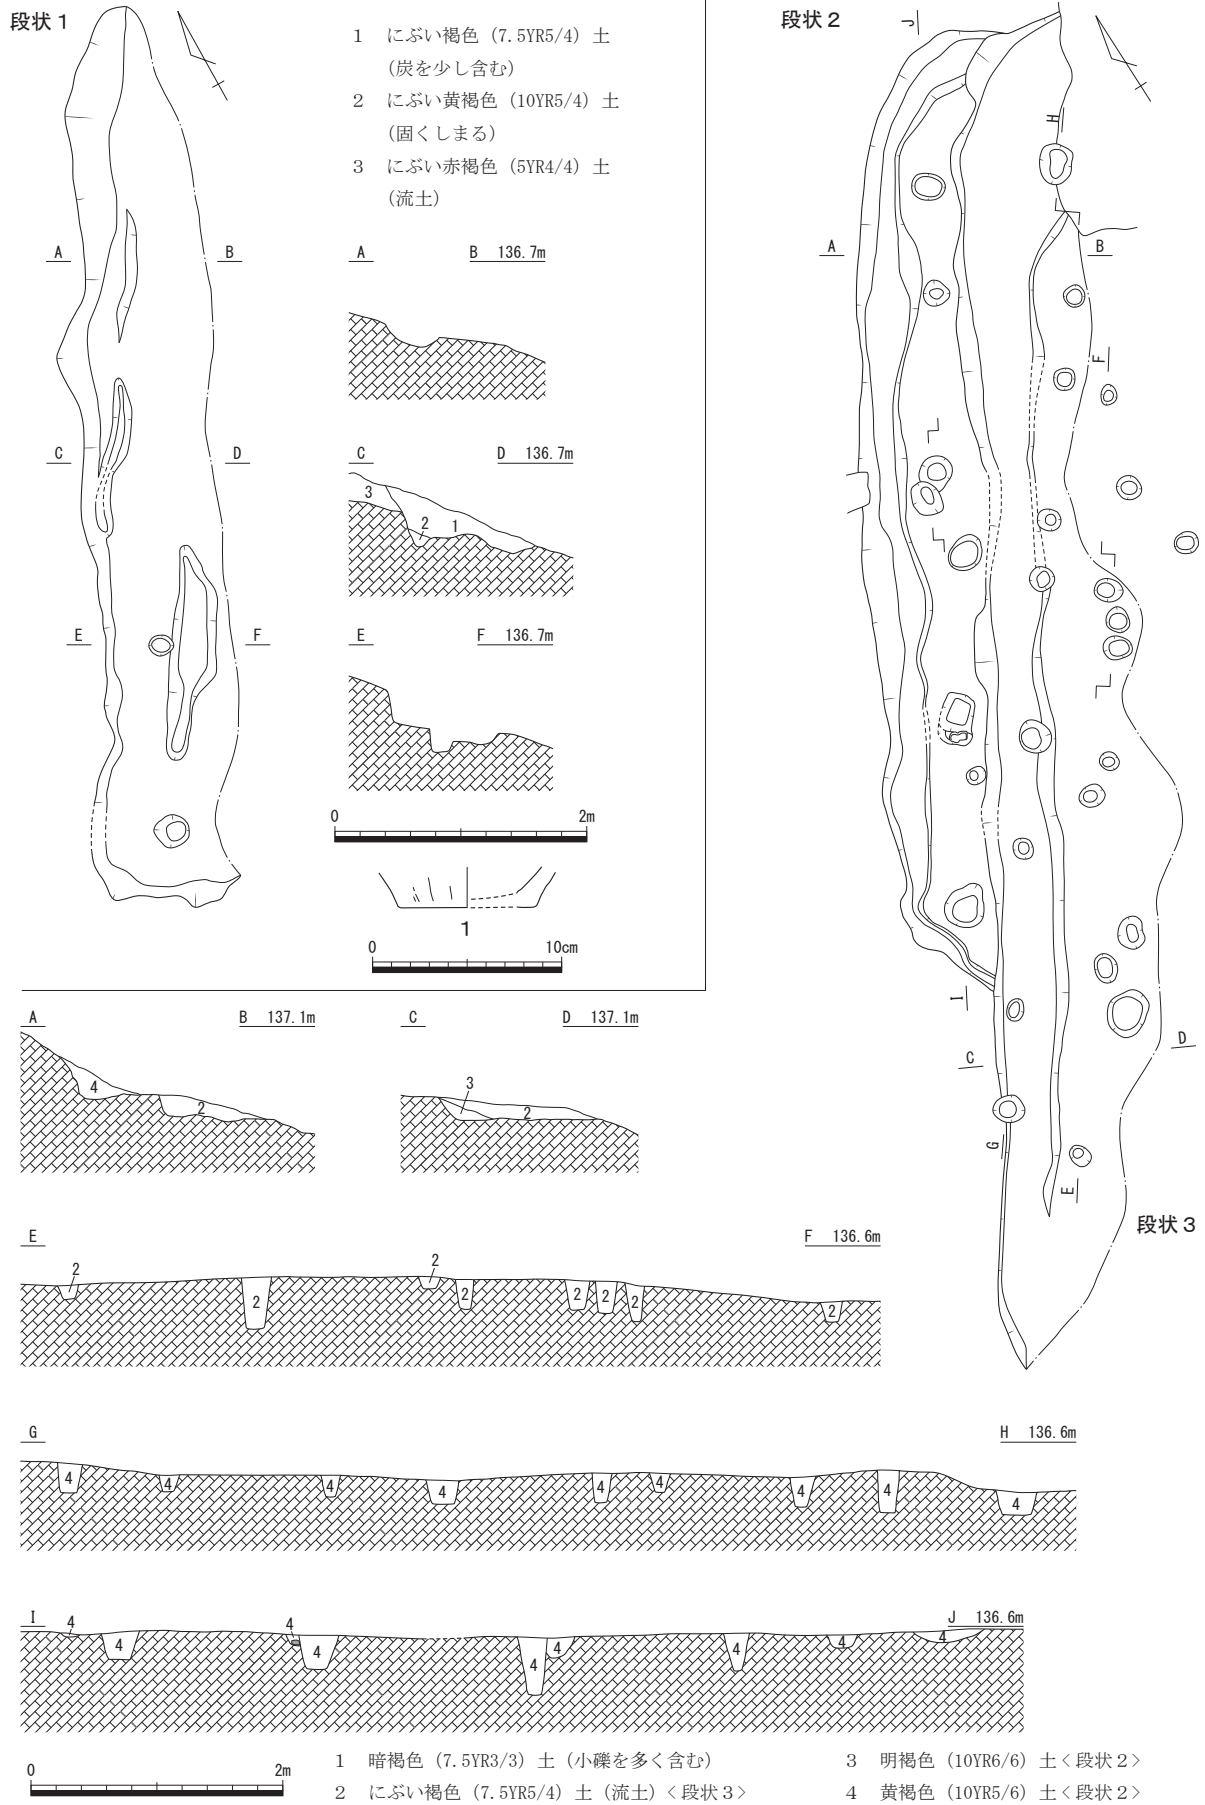 段状１
1 にぶい褐色（7.5YR5/4）土
（炭を少し含む）
2 にぶい黄褐色（10YR5/4）土
（固くしまる）
3 にぶい赤褐色（5YR4/4）土
（流土）
A B
C D
E F
A B 136.7m
C D 136.7m
3 2 1
E F 136.7m
0 2m
1
0 10cm
段状２
J
H
A B
F
I
C D
G
E
段状３
A B 137.1m
4 2
C D 137.1m
3 2
E F 136.6m
2 2 2 2 2 2 2 2
G H 136.6m
4 4 4 4 4 4 4 4 4
I J 136.6m
4 4 4 4 4 4 4 4 4
0 2m
1 暗褐色（7.5YR3/3）土（小礫を多く含む）
2 にぶい褐色（7.5YR5/4）土（流土）＜段状３＞
3 明褐色（10YR6/6）土＜段状２＞
4 黄褐色（10YR5/6）土＜段状２＞